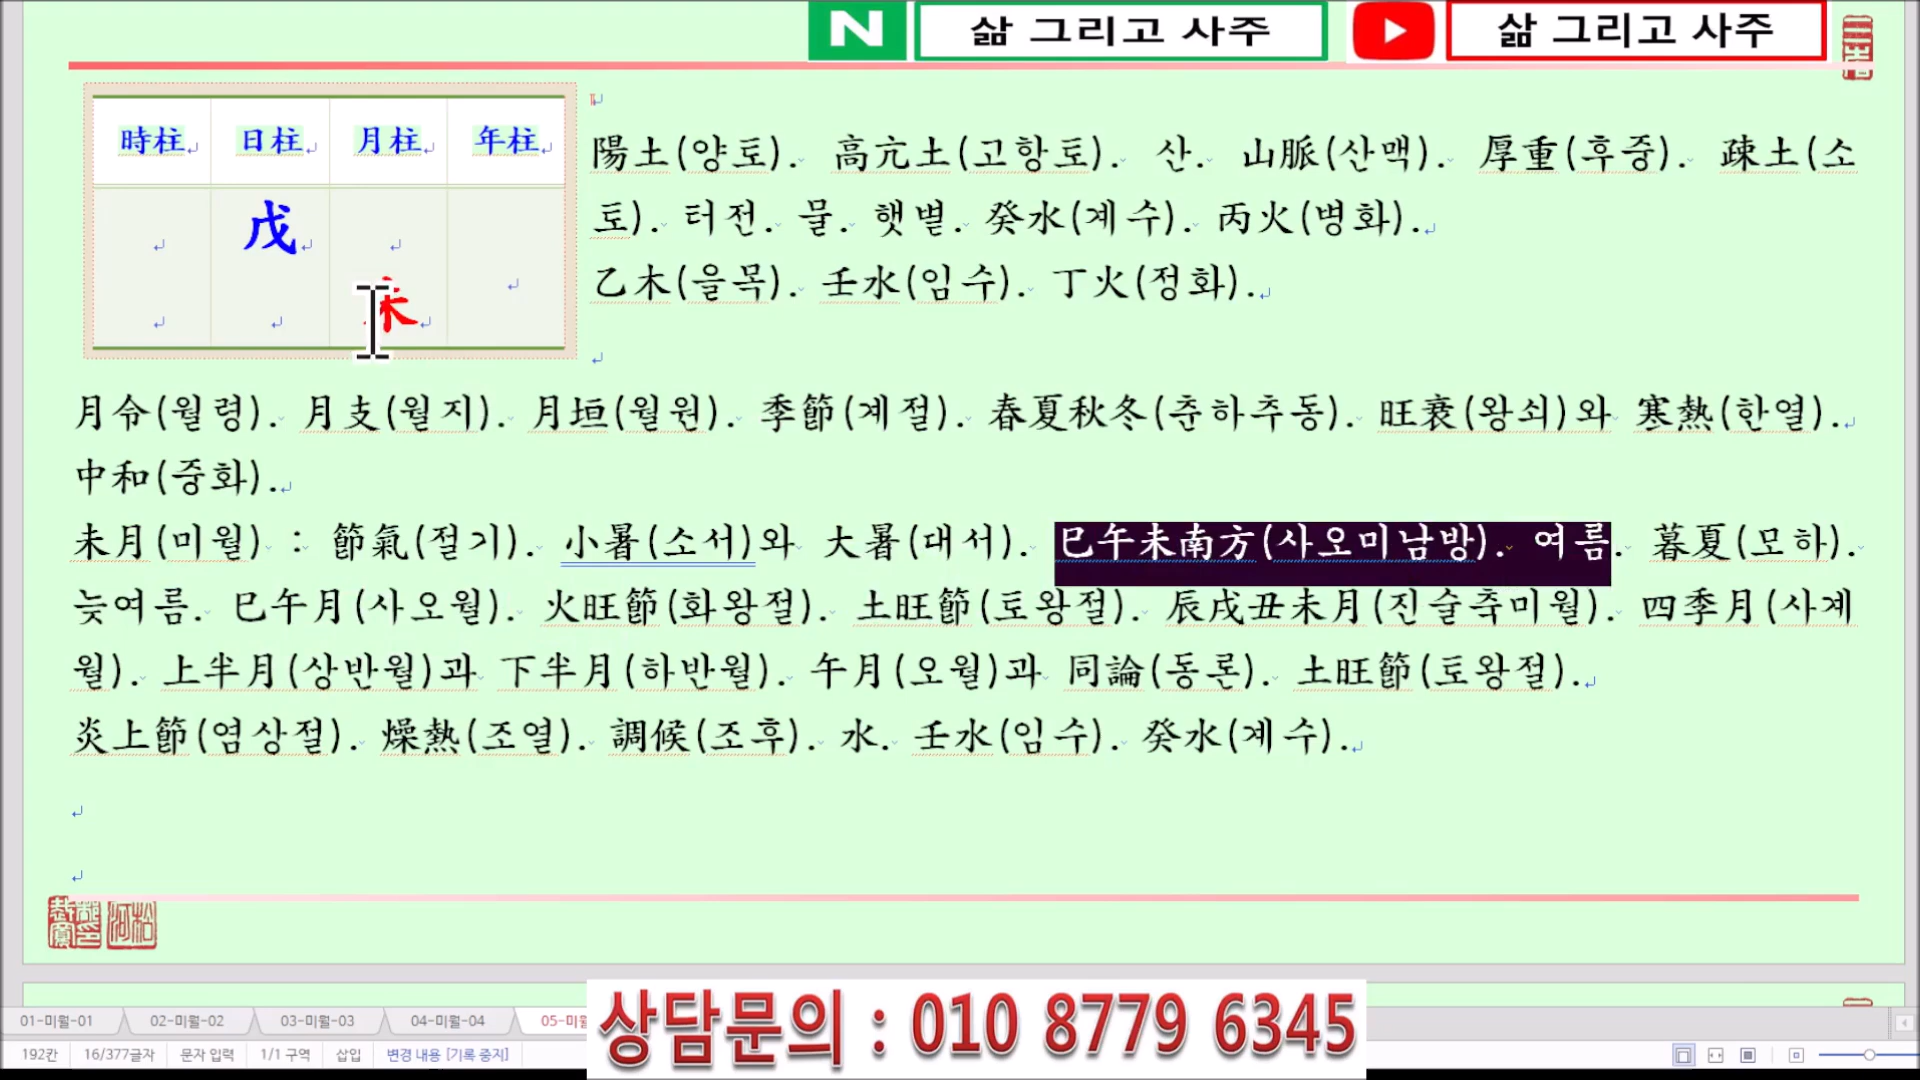 N 삶 그리고 사주 삶 그리고 사주
時柱 日柱 月柱 年柱
戊
未
陽土(양토). 高亢土(고항토). 산. 山脈(산맥). 厚重(후중). 疎土(소
토). 터전. 물. 햇볕. 癸水(계수). 丙火(병화).
乙木(을목). 壬水(임수). 丁火(정화).
月令(월령). 月支(월지). 月垣(월원). 季節(계절). 春夏秋冬(춘하추동). 旺衰(왕쇠)와 寒熱(한열).
中和(중화).
未月(미월) : 節氣(절기). 小暑(소서)와 大暑(대서). 巳午未南方(사오미남방). 여름. 暮夏(모하).
늦여름. 巳午月(사오월). 火旺節(화왕절). 土旺節(토왕절). 辰戌丑未月(진술축미월). 四季月(사계
월). 上半月(상반월)과 下半月(하반월). 午月(오월)과 同論(동론). 土旺節(토왕절).
炎上節(염상절). 燥熱(조열). 調候(조후). 水. 壬水(임수). 癸水(계수).
01-미월-01 02-미월-02 03-미월-03 04-미월-04 05-미월
192칸 16/377글자 문자 입력 1/1 구역 삽입 변경 내용 [기록 중지]
상담문의 : 010 8779 6345